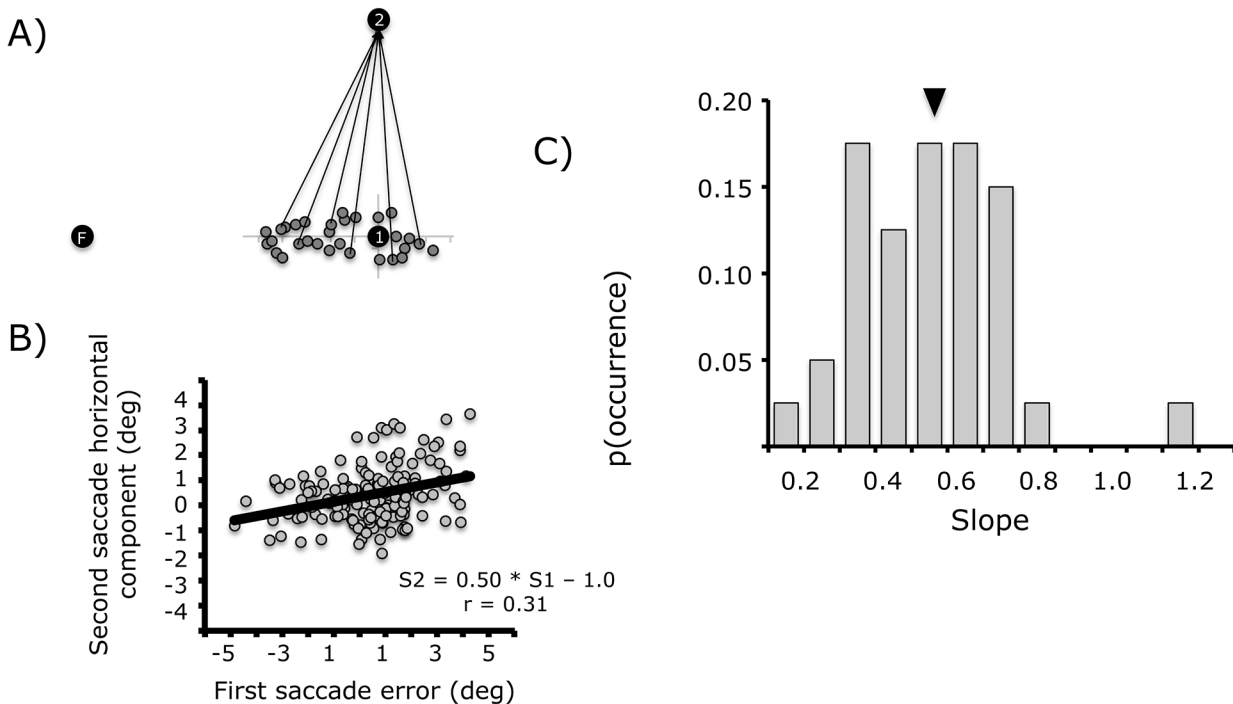 A)
2
F
1
B)
Second saccade horizontal
component (deg)
4
3
2
1
0
-1
-2
-3
-4
S2 = 0.50 * S1 – 1.0
r = 0.31
-5 -3 1 1 3 5
First saccade error (deg)
C)
p(occurrence)
0.20
0.15
0.10
0.05
0.2 0.4 0.6 0.8 1.0 1.2
Slope